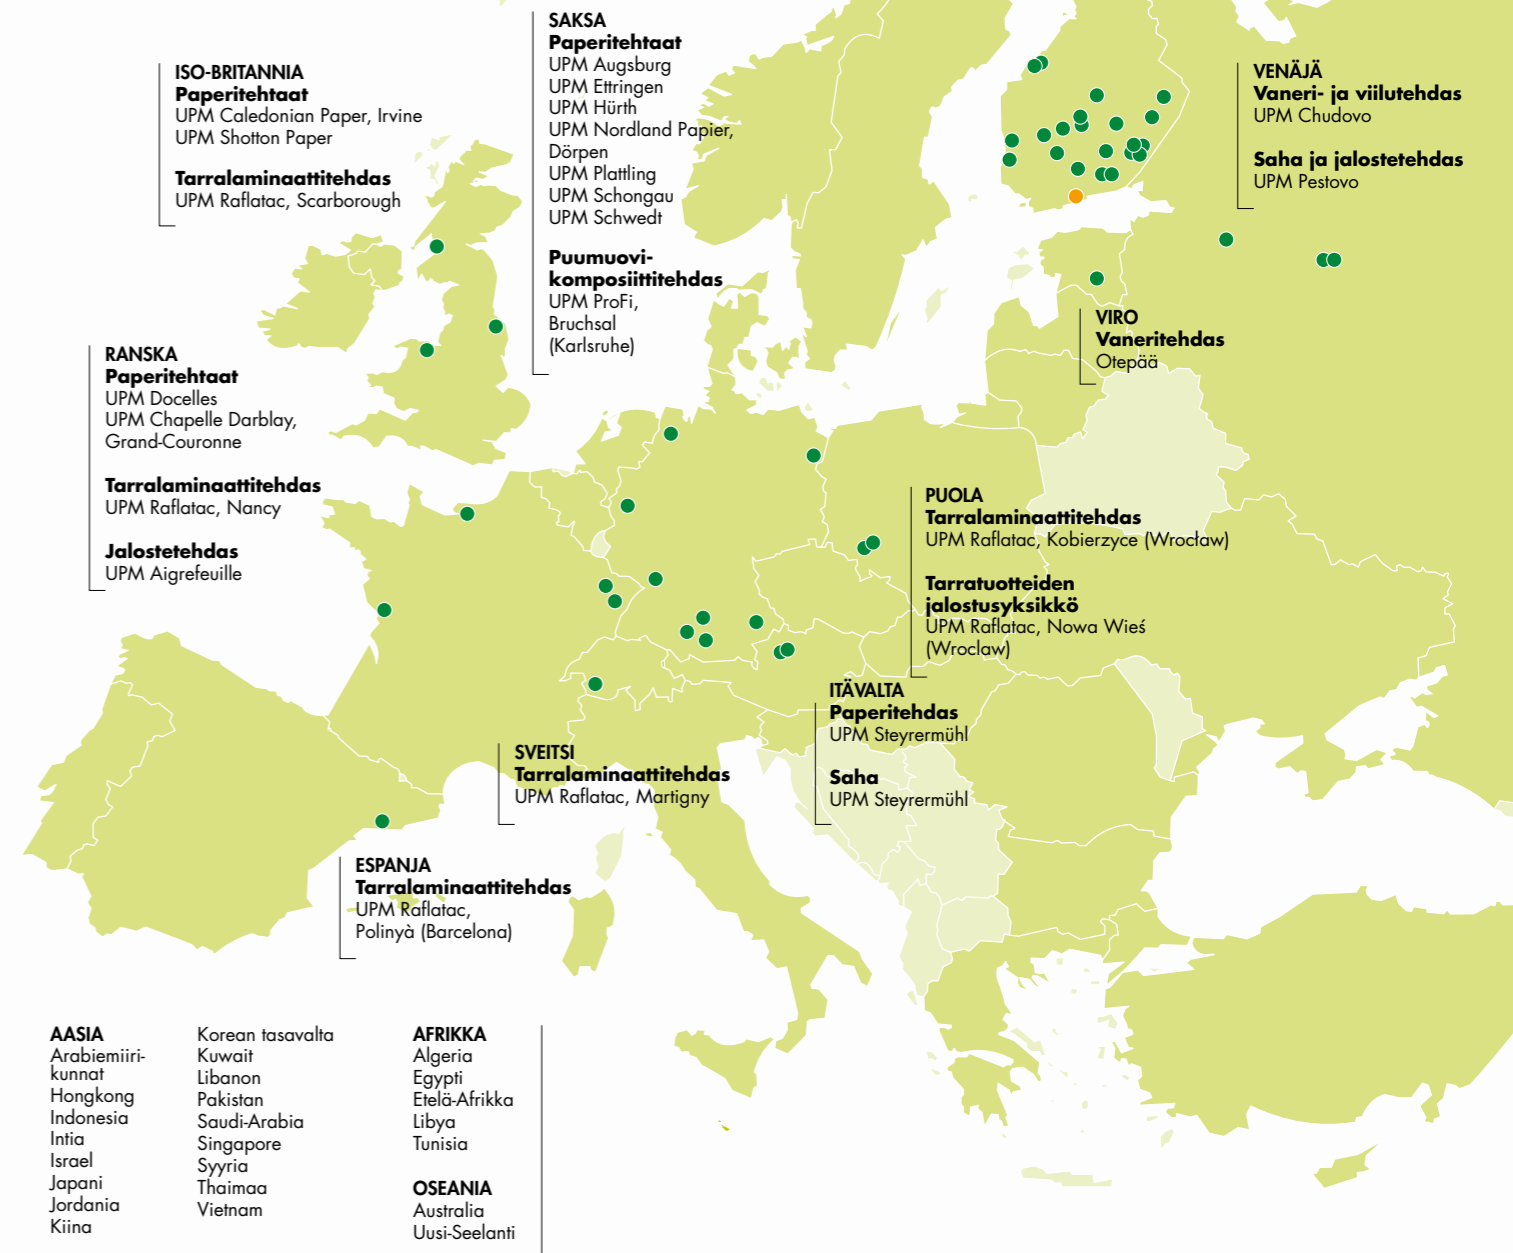 ISO-BRITANNIA
Paperitehtaat
UPM Caledonian Paper, Irvine
UPM Shotton Paper
Tarralaminaattitehdas
UPM Raflatac, Scarborough
SAKSA
Paperitehtaat
UPM Augsburg
UPM Ettringen
UPM Hürth
UPM Nordland Papier,
Dörpen
UPM Plattling
UPM Schongau
UPM Schwedt
Puumuovi-
komposiittitehdas
UPM ProFi,
Bruchsal
(Karlsruhe)
VENÄJÄ
Vaneri- ja viilutehdas
UPM Chudovo
Saha ja jalostetehdas
UPM Pestovo
VIRO
Vaneritehdas
Otepää
RANSKA
Paperitehtaat
UPM Docelles
UPM Chapelle Darblay,
Grand-Couronne
Tarralaminaattitehdas
UPM Raflatac, Nancy
Jalostetehdas
UPM Aigrefeuille
PUOLA
Tarralaminaattitehdas
UPM Raflatac, Kobierzyce (Wrocław)
Tarratuotteiden
jalostusyksikkö
UPM Raflatac, Nowa Wieś
(Wroclaw)
ITÄVALTA
Paperitehdas
UPM Steyrermühl
Saha
UPM Steyrermühl
SVEITSI
Tarralaminaattitehdas
UPM Raflatac, Martigny
ESPANJA
Tarralaminaattitehdas
UPM Raflatac,
Polinyà (Barcelona)
AASIA
Arabiemiiri-
kunnat
Hongkong
Indonesia
Intia
Israel
Japani
Jordania
Kiina
Korean tasavalta
Kuwait
Libanon
Pakistan
Saudi-Arabia
Singapore
Syyria
Thaimaa
Vietnam
AFRIKKA
Algeria
Egypti
Etelä-Afrikka
Libya
Tunisia
OSEANIA
Australia
Uusi-Seelanti